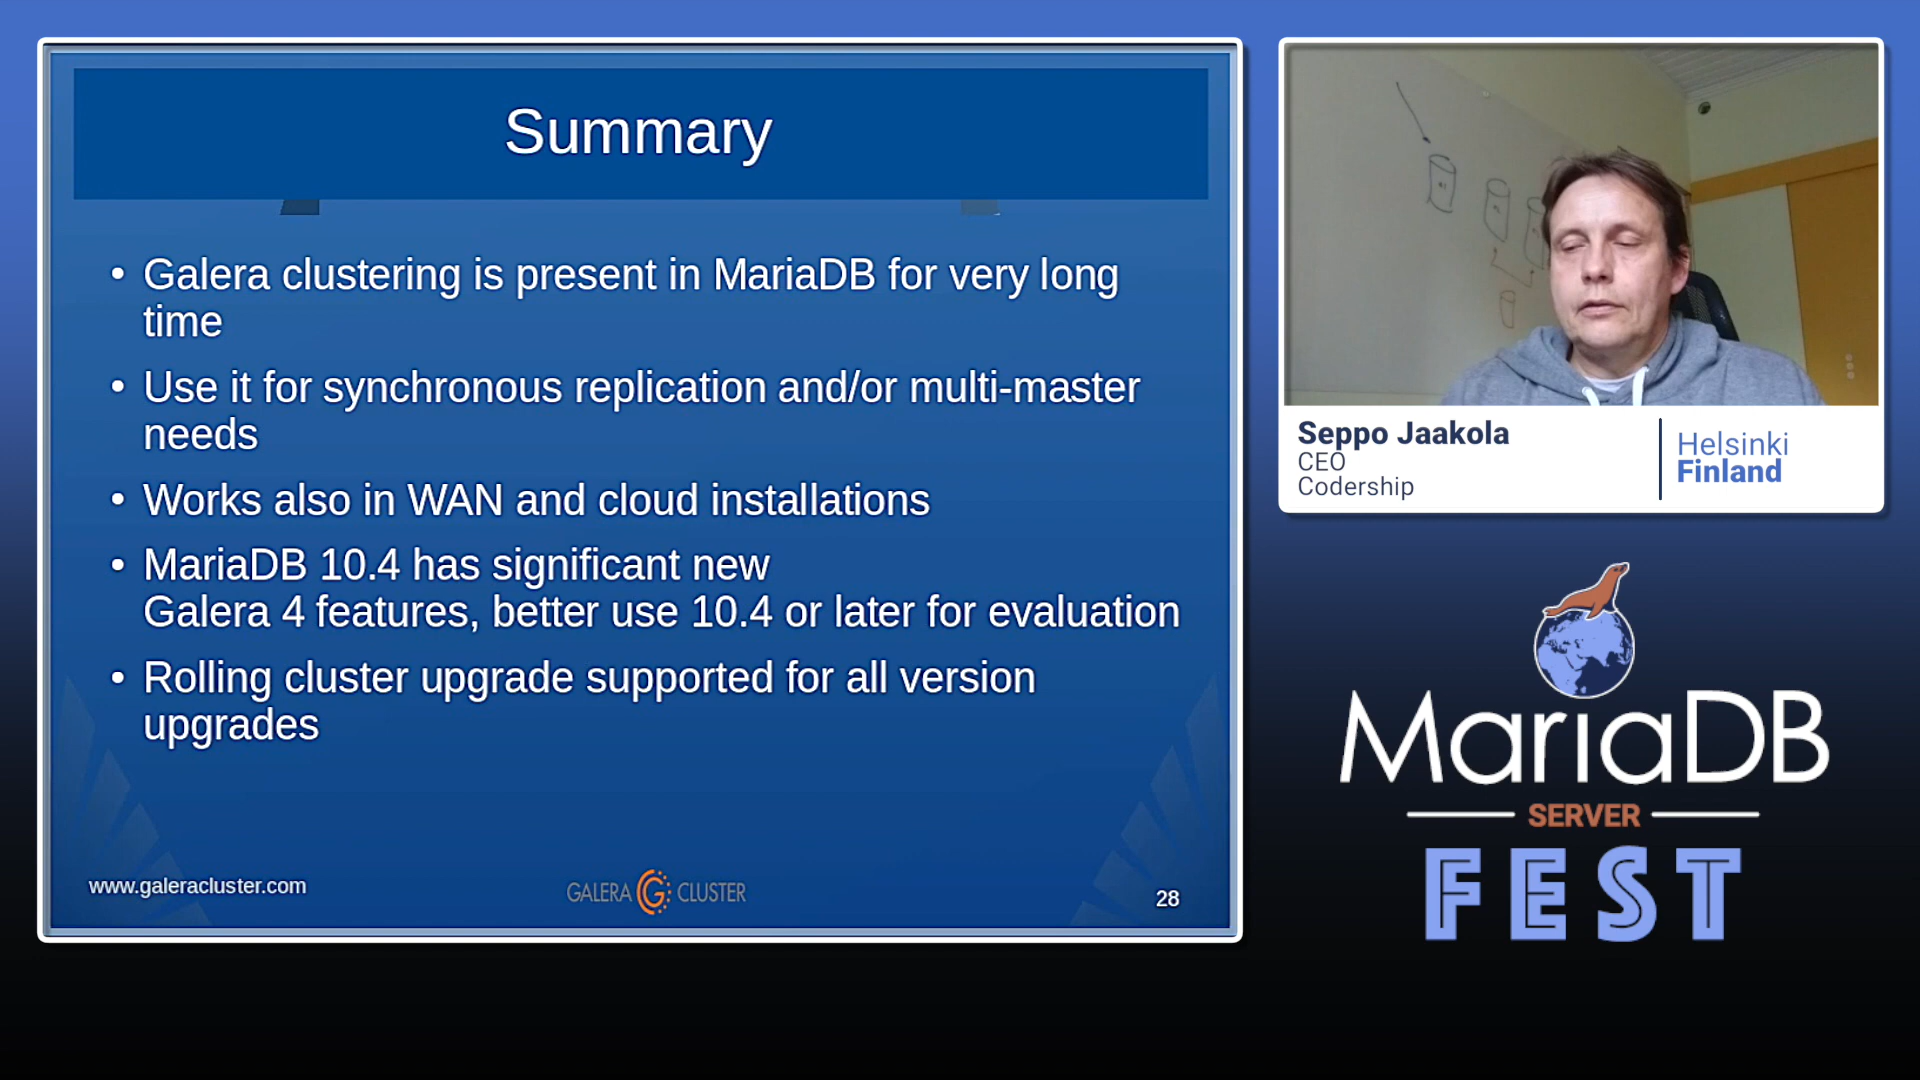 Summary
• Galera clustering is present in MariaDB for very long
time
• Use it for synchronous replication and/or multi-master
needs
• Works also in WAN and cloud installations
• MariaDB 10.4 has significant new
Galera 4 features, better use 10.4 or later for evaluation
• Rolling cluster upgrade supported for all version
upgrades
www.galeracluster.com
GALERA CLUSTER
28
Seppo Jaakola
CEO
Codership
Helsinki
Finland
MariaDB
SERVER
FEST